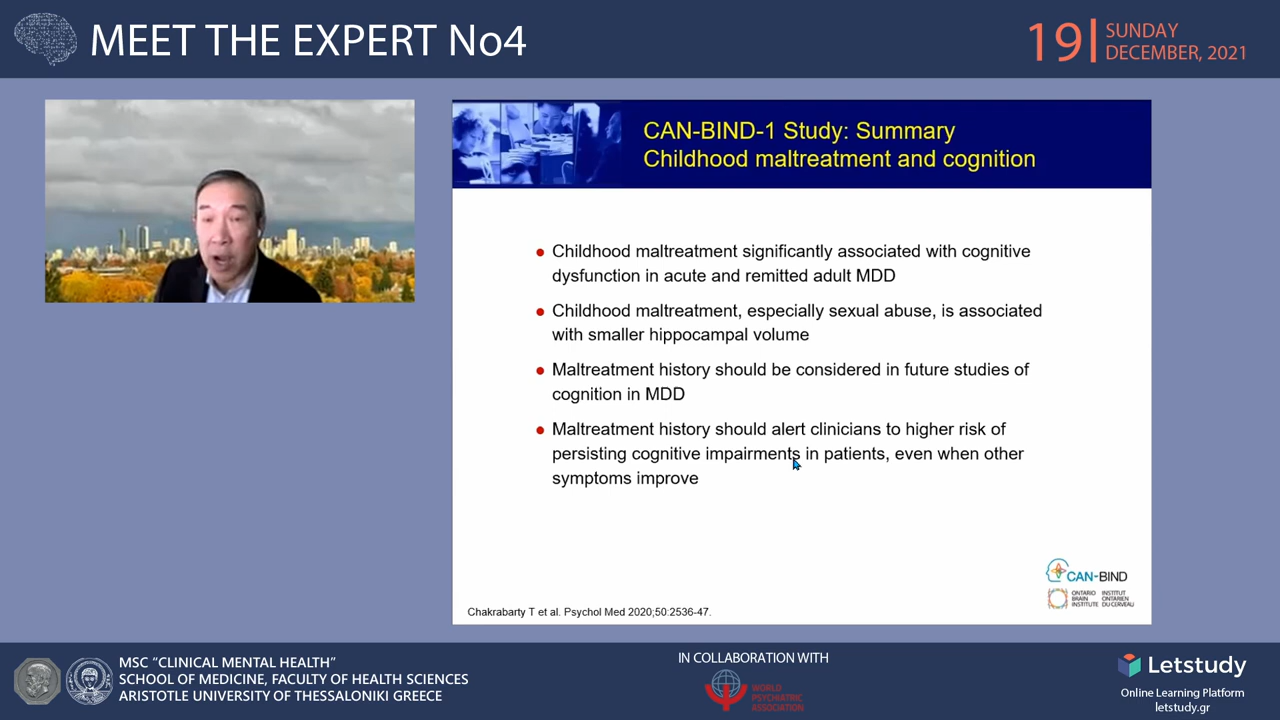 MEET THE EXPERT No4
19
SUNDAY
DECEMBER, 2021
CAN-BIND-1 Study: Summary
Childhood maltreatment and cognition
• Childhood maltreatment significantly associated with cognitive
dysfunction in acute and remitted adult MDD
• Childhood maltreatment, especially sexual abuse, is associated
with smaller hippocampal volume
• Maltreatment history should be considered in future studies of
cognition in MDD
• Maltreatment history should alert clinicians to higher risk of
persisting cognitive impairments in patients, even when other
symptoms improve
CAN-BIND
ONTARIO BRAIN INSTITUTE
INSTITUT ONTARIEN DU CERVEAU
Chakrabarty T et al. Psychol Med 2020;50:2536-47.
MSC "CLINICAL MENTAL HEALTH"
SCHOOL OF MEDICINE, FACULTY OF HEALTH SCIENCES
ARISTOTLE UNIVERSITY OF THESSALONIKI GREECE
IN COLLABORATION WITH
WORLD
PSYCHIATRIC
ASSOCIATION
Letstudy
Online Learning Platform
letstudy.gr